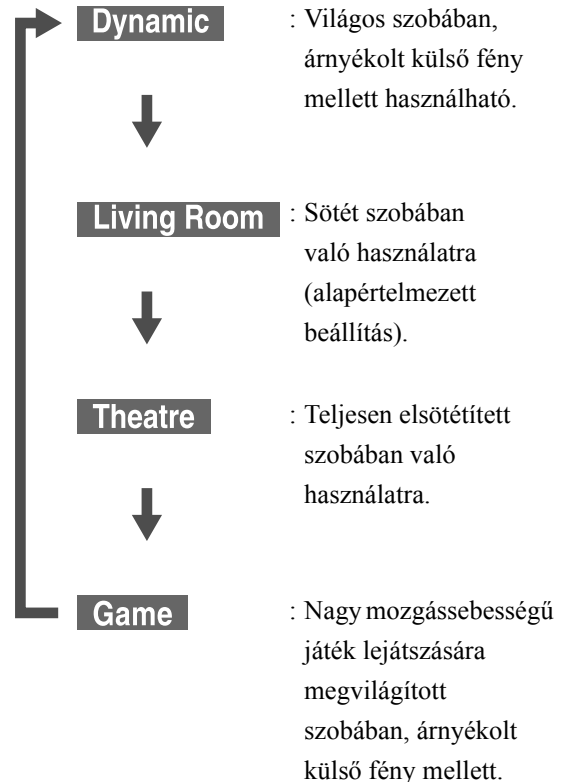 Dynamic : Világos szobában,
árnyékolt külső fény
mellett használható.
Living Room : Sötét szobában
való használatra
(alapértelmezett
beállítás).
Theatre : Teljesen elsötétített
szobában való
használatra.
Game : Nagy mozgássebességű
játék lejátszására
megvilágított
szobában, árnyékolt
külső fény mellett.